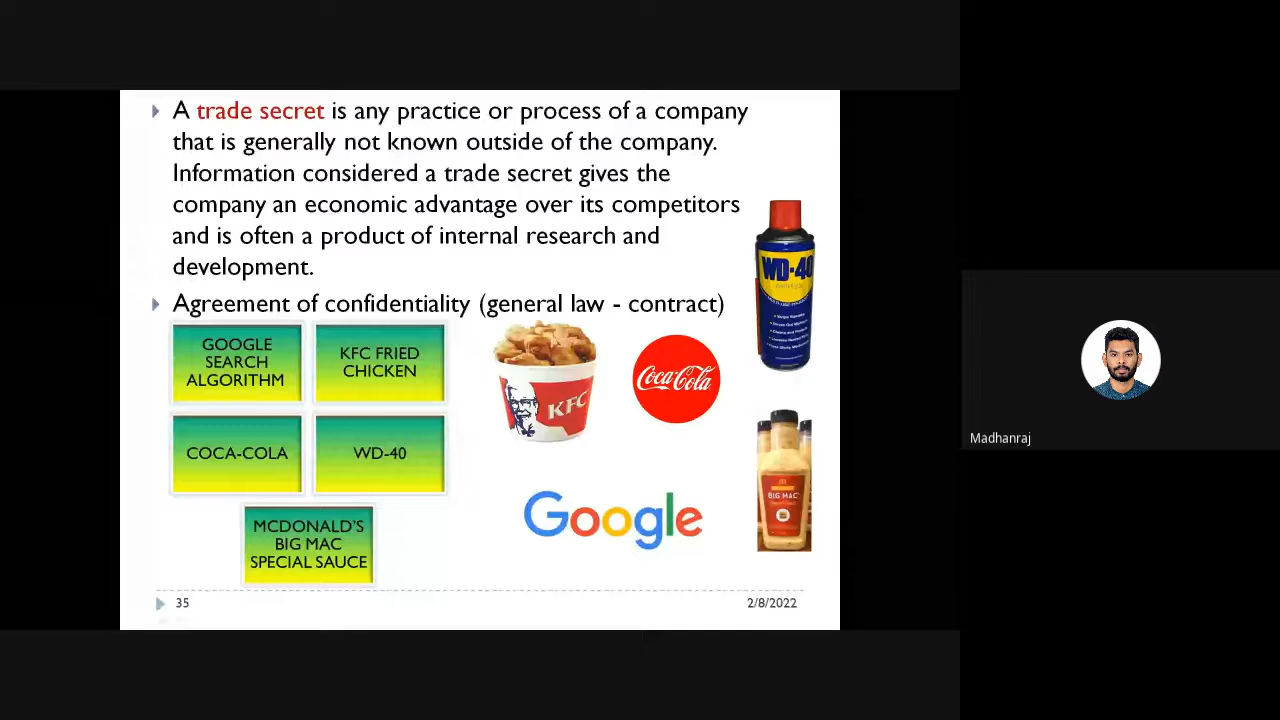 A trade secret is any practice or process of a company
that is generally not known outside of the company.
Information considered a trade secret gives the
company an economic advantage over its competitors
and is often a product of internal research and
development.
Agreement of confidentiality (general law - contract)
GOOGLE
SEARCH
ALGORITHM
KFC FRIED
CHICKEN
COCA-COLA
WD-40
MCDONALD'S
BIG MAC
SPECIAL SAUCE
KFC
Coca-Cola
WD-40
BIG MAC
Google
35
2/8/2022
Madhanraj